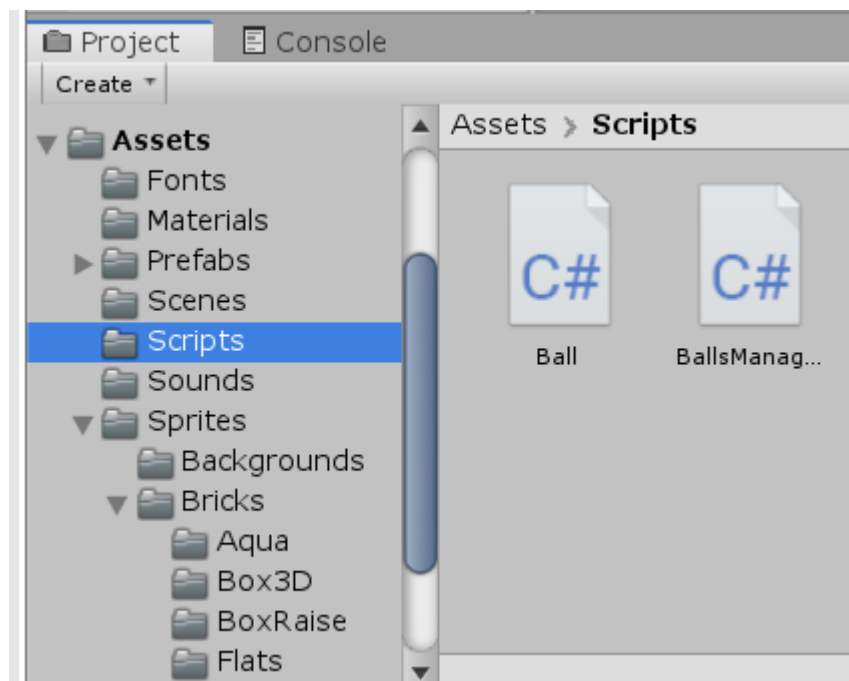 Project Console
Create
Assets
Fonts
Materials
Prefabs
Scenes
Scripts
Sounds
Sprites
Backgrounds
Bricks
Aqua
Box3D
BoxRaise
Flats
Assets > Scripts
C# C#
Ball BallsManag...